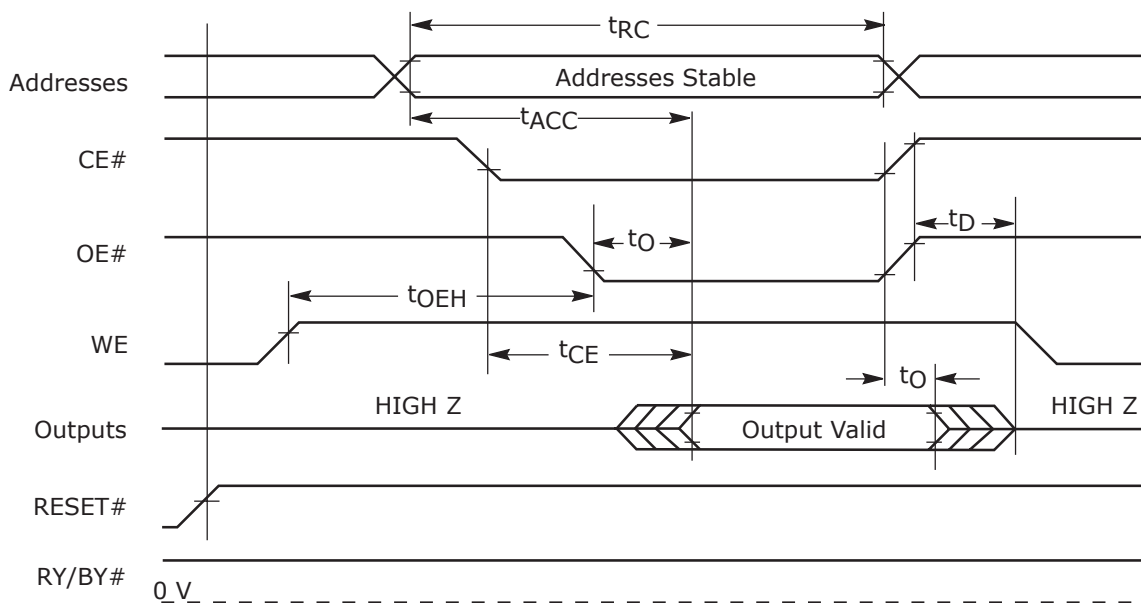 tRC
Addresses
Addresses Stable
tACC
CE#
tD
OE#
tO
tOEH
WE
tCE
tO
HIGH Z
HIGH Z
Outputs
Output Valid
RESET#
RY/BY#
0 V